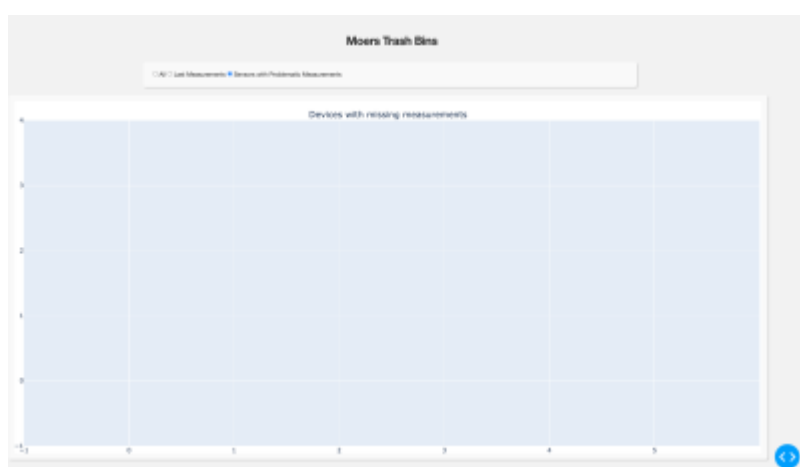 Moers Trash Bins
All Last Measurements Sensors with Problematic Measurements
Devices with missing measurements
4
3
2
1
0
−1
−1 0 1 2 3 4 5